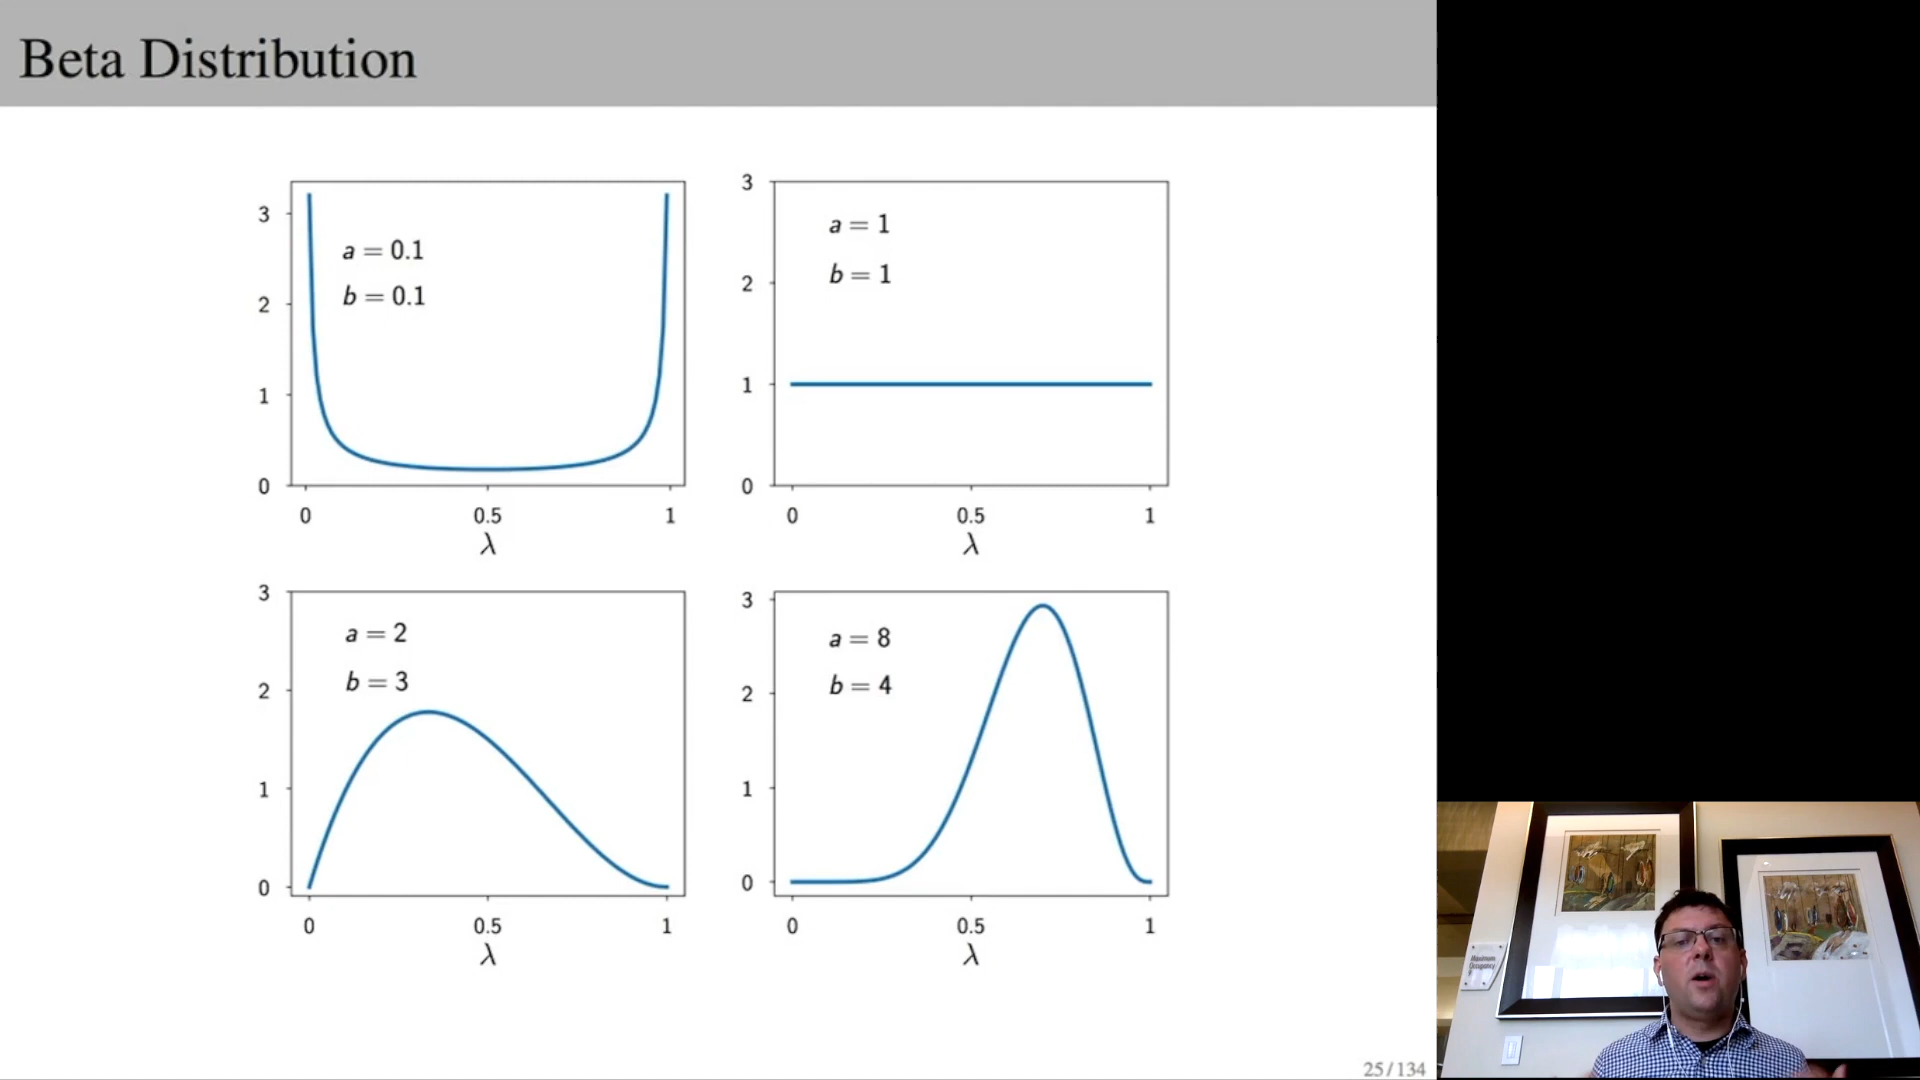 Beta Distribution
3
2
1
0
a = 0.1
b = 0.1
0 0.5 1
λ
3
2
1
0
a = 1
b = 1
0 0.5 1
λ
3
2
1
0
a = 2
b = 3
0 0.5 1
λ
3
2
1
0
a = 8
b = 4
0 0.5 1
λ
Maximum
Occupancy
25/134